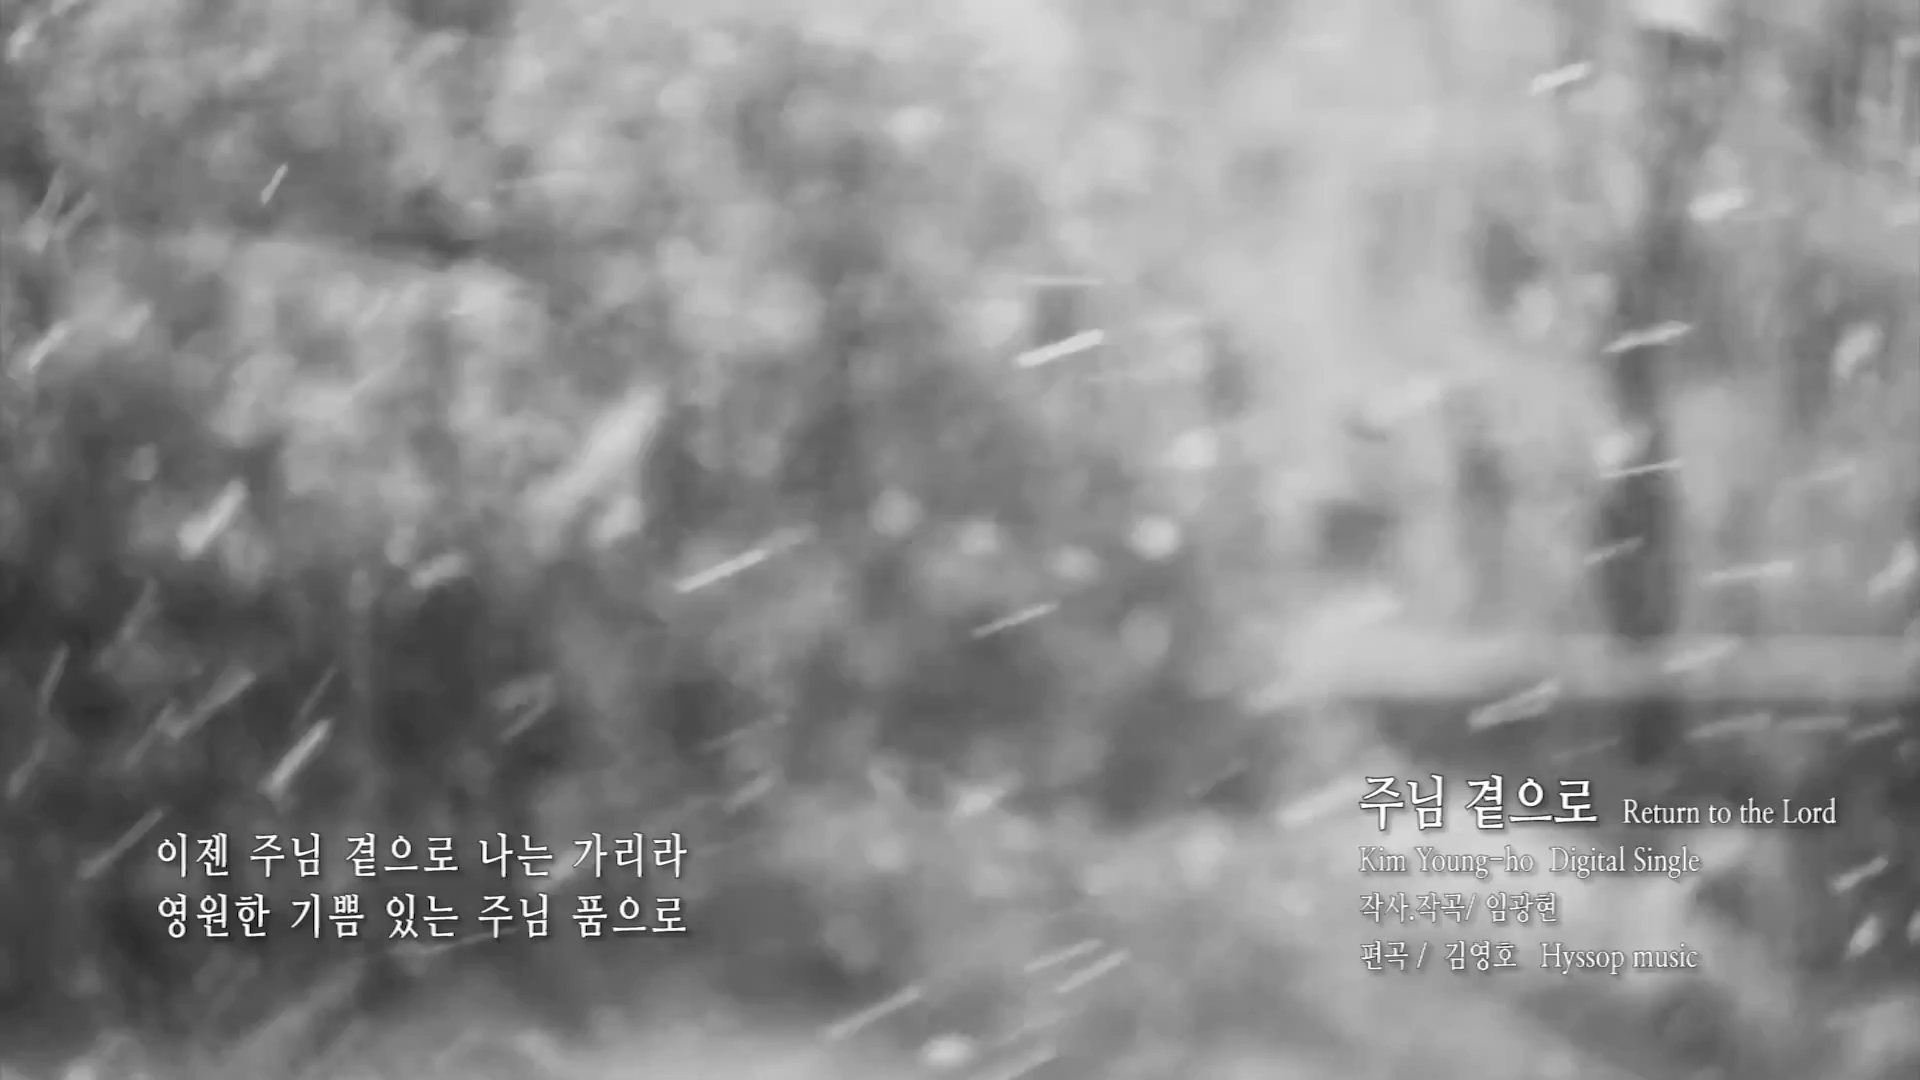 이젠 주님 곁으로 나는 가리라
영원한 기쁨 있는 주님 품으로
주님 곁으로 Return to the Lord
Kim Young-ho Digital Single
작사.작곡/ 임광현
편곡 / 김영호 Hyssop music